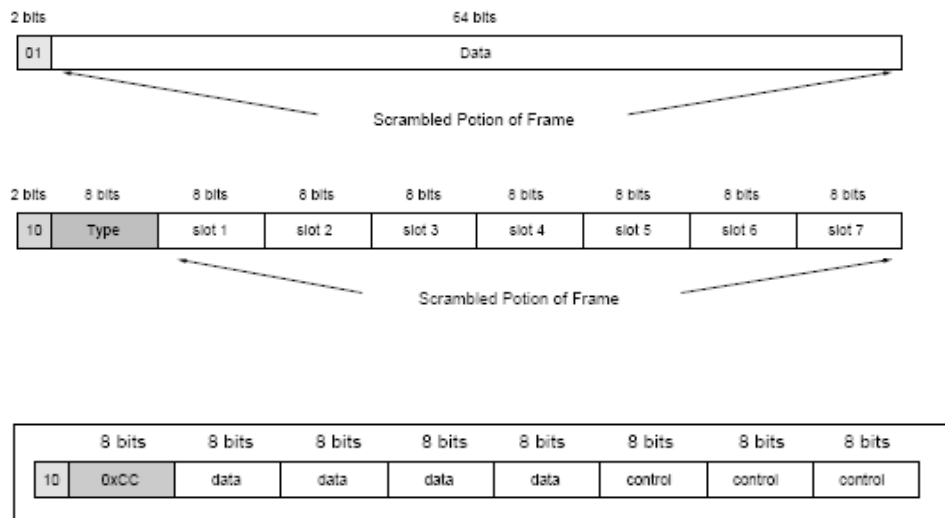 2 bits 64 bits
01 Data
Scrambled Potion of Frame
2 bits 8 bits 8 bits 8 bits 8 bits 8 bits 8 bits 8 bits 8 bits
10 Type slot 1 slot 2 slot 3 slot 4 slot 5 slot 6 slot 7
Scrambled Potion of Frame
8 bits 8 bits 8 bits 8 bits 8 bits 8 bits 8 bits 8 bits
10 0xCC data data data data control control control